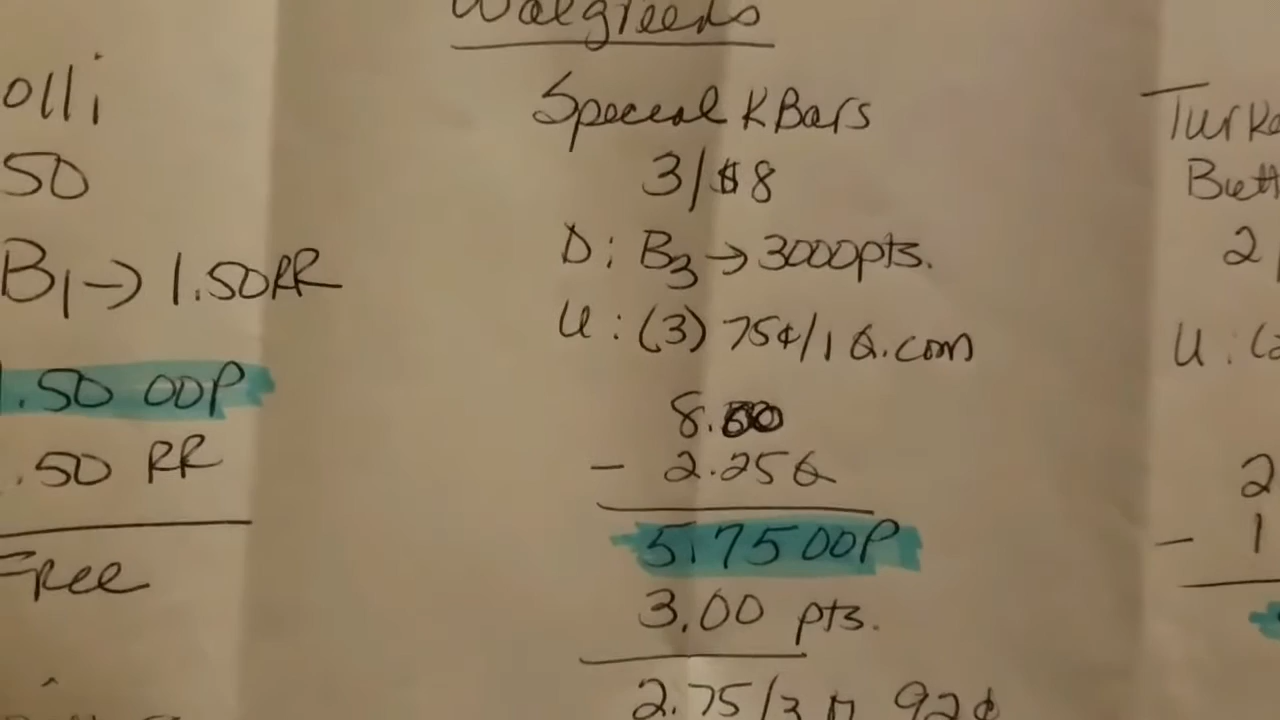 Walgreens
olli
50
B1→ 1.50RR
.50 OOP
.50 RR
Free
Special K Bars
3/$8
D: B3→3000pts.
U: (3) 75¢/1 Q.com
8.00
- 2.25Q
5.75 OOP
3.00 pts.
2.75/3 92¢
Turk
Butt
2
U: (2
2
- 1